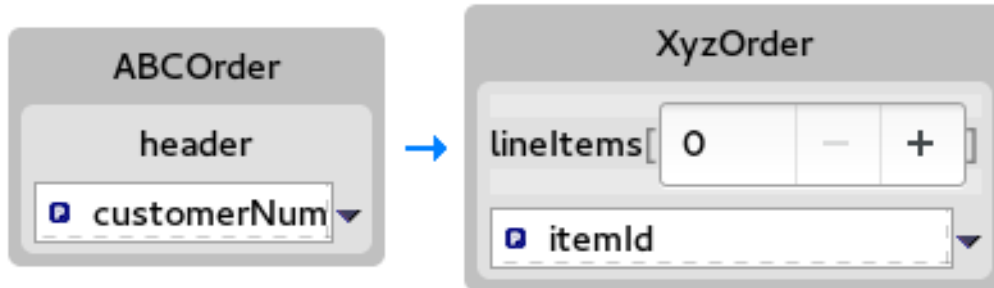 ABCOrder
header
customerNum
XyzOrder
lineItems[ 0 − + ]
itemId